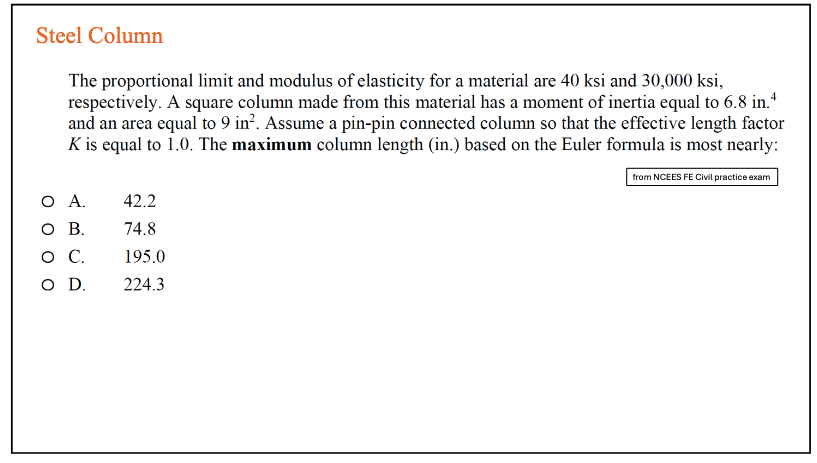 Steel Column
The proportional limit and modulus of elasticity for a material are 40 ksi and 30,000 ksi,
respectively. A square column made from this material has a moment of inertia equal to 6.8 in.⁴
and an area equal to 9 in². Assume a pin-pin connected column so that the effective length factor
K is equal to 1.0. The maximum column length (in.) based on the Euler formula is most nearly:
from NCEES FE Civil practice exam
A. 42.2
B. 74.8
C. 195.0
D. 224.3